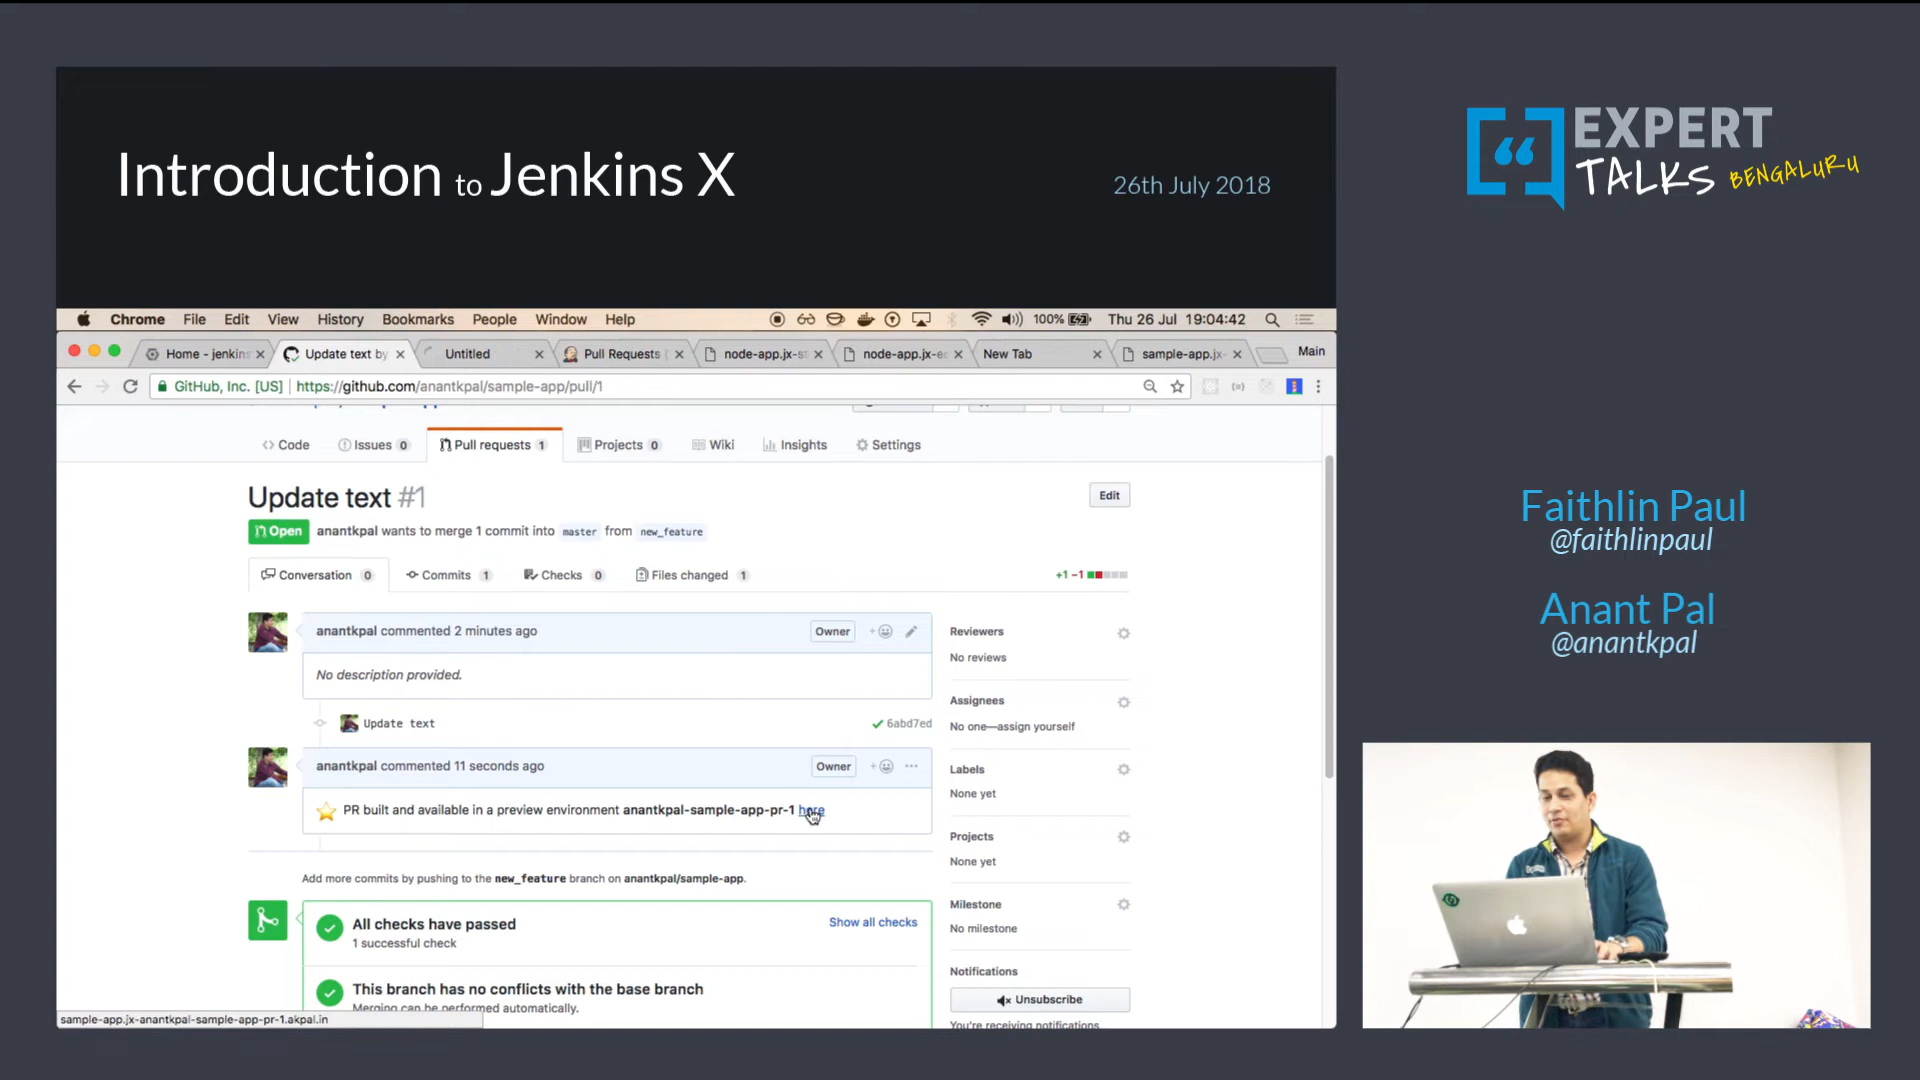 Introduction to Jenkins X
26th July 2018
EXPERT
TALKS BENGALURU
Chrome File Edit View History Bookmarks People Window Help
100% Thu 26 Jul 19:04:42
Home - jenkins
Update text by
Untitled
Pull Requests
node-app.jx-st
node-app.jx-
New Tab
sample-app.jx-
Main
GitHub, Inc. [US] https://github.com/anantkpal/sample-app/pull/1
Code Issues 0 Pull requests 1 Projects 0 Wiki Insights Settings
Update text #1
Edit
Open anantkpal wants to merge 1 commit into master from new_feature
Conversation 0 Commits 1 Checks 0 Files changed 1 +1 −1
anantkpal commented 2 minutes ago Owner
No description provided.
Update text 6abd7ed
anantkpal commented 11 seconds ago Owner
PR built and available in a preview environment anantkpal-sample-app-pr-1 here
Add more commits by pushing to the new_feature branch on anantkpal/sample-app.
All checks have passed Show all checks
1 successful check
This branch has no conflicts with the base branch
Merging can be performed automatically.
sample-app.jx-anantkpal-sample-app-pr-1.akpal.in
Reviewers
No reviews
Assignees
No one—assign yourself
Labels
None yet
Projects
None yet
Milestone
No milestone
Notifications
Unsubscribe
You're receiving notifications
Faithlin Paul
@faithlinpaul
Anant Pal
@anantkpal